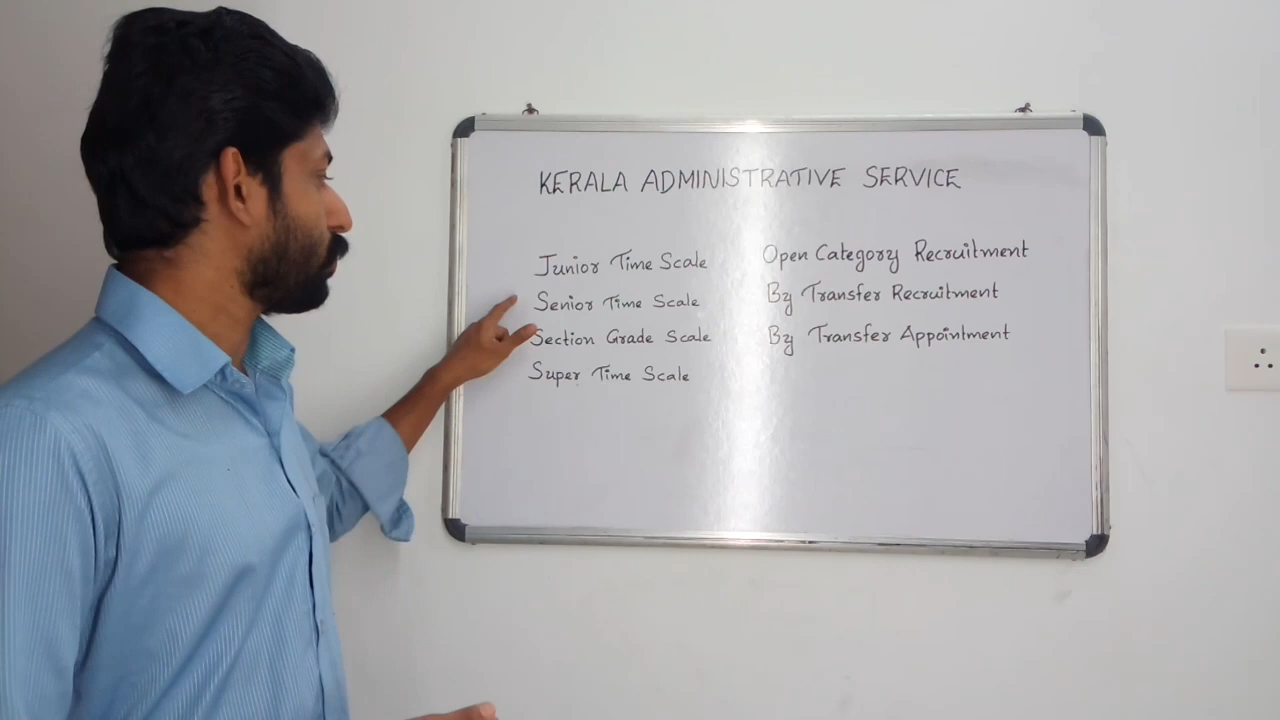 KERALA ADMINISTRATIVE SERVICE
Junior Time Scale
Senior Time Scale
Section Grade Scale
Super Time Scale
Open Category Recruitment
By Transfer Recruitment
By Transfer Appointment